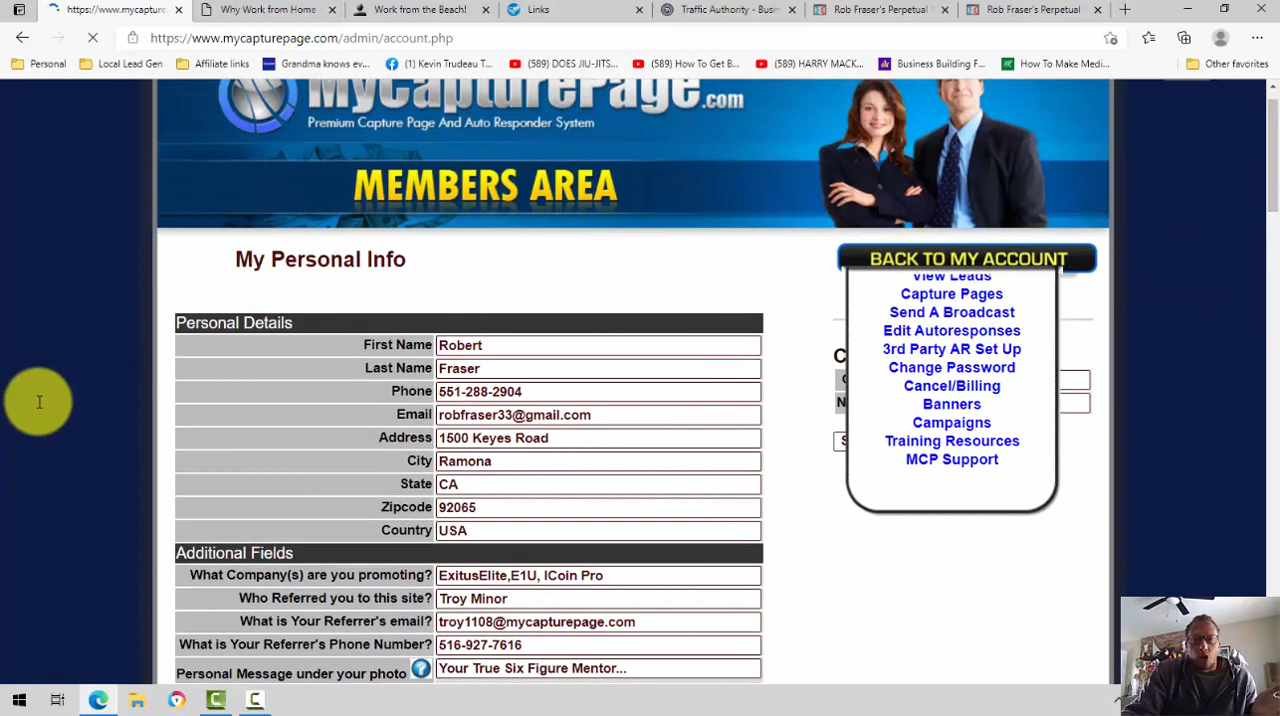 https://www.mycapture
Why Work from Home
Work from the Beach!
Links
Traffic Authority - Busin
Rob Fraser's Perpetual
Rob Fraser's Perpetual
https://www.mycapturepage.com/admin/account.php
Personal
Local Lead Gen
Affiliate links
Grandma knows ev...
(1) Kevin Trudeau T...
(589) DOES JIU-JITS...
(589) How To Get B...
(589) HARRY MACK...
Business Building F...
How To Make Medi...
Other favorites
MyCapturePage.com
Premium Capture Page And Auto Responder System
MEMBERS AREA
My Personal Info
BACK TO MY ACCOUNT
View Leads
Capture Pages
Send A Broadcast
Edit Autoresponses
3rd Party AR Set Up
Change Password
Cancel/Billing
Banners
Campaigns
Training Resources
MCP Support
Personal Details
First Name Robert
Last Name Fraser
Phone 551-288-2904
Email robfraser33@gmail.com
Address 1500 Keyes Road
City Ramona
State CA
Zipcode 92065
Country USA
Additional Fields
What Company(s) are you promoting? ExitusElite,E1U, ICoin Pro
Who Referred you to this site? Troy Minor
What is Your Referrer's email? troy1108@mycapturepage.com
What is Your Referrer's Phone Number? 516-927-7616
Personal Message under your photo ? Your True Six Figure Mentor...